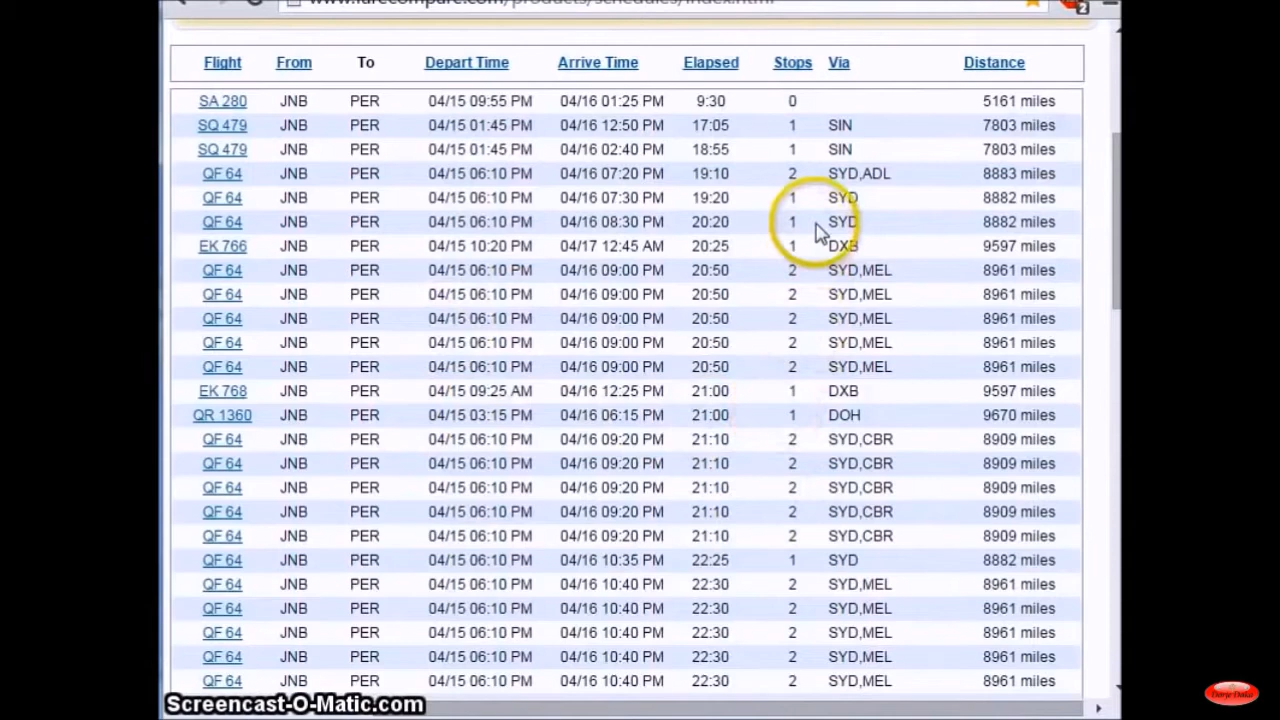 www.farecompare.com/products/schedules/index.html
2
Flight From To Depart Time Arrive Time Elapsed Stops Via Distance
SA 280 JNB PER 04/15 09:55 PM 04/16 01:25 PM 9:30 0 5161 miles
SQ 479 JNB PER 04/15 01:45 PM 04/16 12:50 PM 17:05 1 SIN 7803 miles
SQ 479 JNB PER 04/15 01:45 PM 04/16 02:40 PM 18:55 1 SIN 7803 miles
QF 64 JNB PER 04/15 06:10 PM 04/16 07:20 PM 19:10 2 SYD,ADL 8883 miles
QF 64 JNB PER 04/15 06:10 PM 04/16 07:30 PM 19:20 1 SYD 8882 miles
QF 64 JNB PER 04/15 06:10 PM 04/16 08:30 PM 20:20 1 SYD 8882 miles
EK 766 JNB PER 04/15 10:20 PM 04/17 12:45 AM 20:25 1 DXB 9597 miles
QF 64 JNB PER 04/15 06:10 PM 04/16 09:00 PM 20:50 2 SYD,MEL 8961 miles
QF 64 JNB PER 04/15 06:10 PM 04/16 09:00 PM 20:50 2 SYD,MEL 8961 miles
QF 64 JNB PER 04/15 06:10 PM 04/16 09:00 PM 20:50 2 SYD,MEL 8961 miles
QF 64 JNB PER 04/15 06:10 PM 04/16 09:00 PM 20:50 2 SYD,MEL 8961 miles
QF 64 JNB PER 04/15 06:10 PM 04/16 09:00 PM 20:50 2 SYD,MEL 8961 miles
EK 768 JNB PER 04/15 09:25 AM 04/16 12:25 PM 21:00 1 DXB 9597 miles
QR 1360 JNB PER 04/15 03:15 PM 04/16 06:15 PM 21:00 1 DOH 9670 miles
QF 64 JNB PER 04/15 06:10 PM 04/16 09:20 PM 21:10 2 SYD,CBR 8909 miles
QF 64 JNB PER 04/15 06:10 PM 04/16 09:20 PM 21:10 2 SYD,CBR 8909 miles
QF 64 JNB PER 04/15 06:10 PM 04/16 09:20 PM 21:10 2 SYD,CBR 8909 miles
QF 64 JNB PER 04/15 06:10 PM 04/16 09:20 PM 21:10 2 SYD,CBR 8909 miles
QF 64 JNB PER 04/15 06:10 PM 04/16 09:20 PM 21:10 2 SYD,CBR 8909 miles
QF 64 JNB PER 04/15 06:10 PM 04/16 10:35 PM 22:25 1 SYD 8882 miles
QF 64 JNB PER 04/15 06:10 PM 04/16 10:40 PM 22:30 2 SYD,MEL 8961 miles
QF 64 JNB PER 04/15 06:10 PM 04/16 10:40 PM 22:30 2 SYD,MEL 8961 miles
QF 64 JNB PER 04/15 06:10 PM 04/16 10:40 PM 22:30 2 SYD,MEL 8961 miles
QF 64 JNB PER 04/15 06:10 PM 04/16 10:40 PM 22:30 2 SYD,MEL 8961 miles
QF 64 JNB PER 04/15 06:10 PM 04/16 10:40 PM 22:30 2 SYD,MEL 8961 miles
Screencast-O-Matic.com